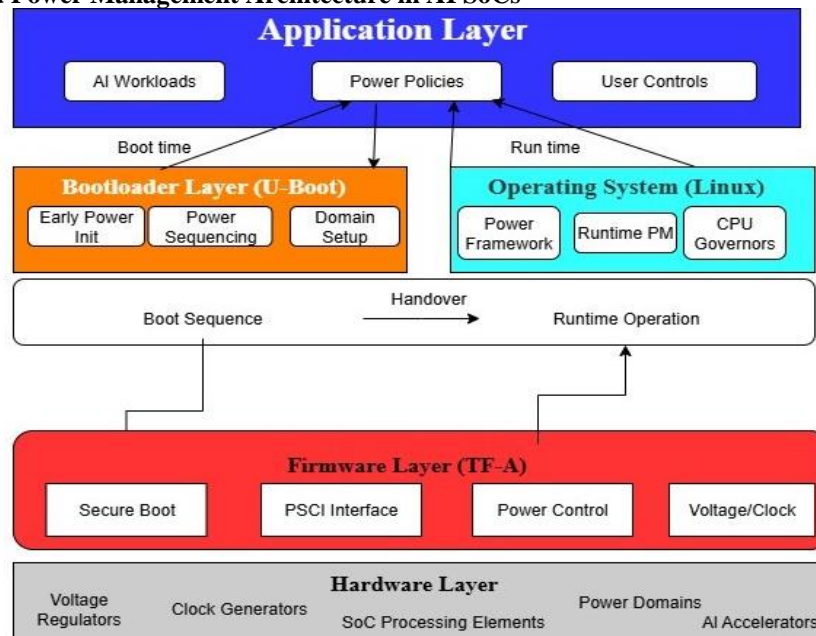 Power Management Architecture in AI SoCs
Application Layer
AI Workloads
Power Policies
User Controls
Boot time
Run time
Bootloader Layer (U-Boot)
Early Power
Init
Power
Sequencing
Domain
Setup
Operating System (Linux)
Power
Framework
Runtime PM
CPU
Governors
Handover
Boot Sequence
Runtime Operation
Firmware Layer (TF-A)
Secure Boot
PSCI Interface
Power Control
Voltage/Clock
Hardware Layer
Voltage
Regulators
Clock Generators
SoC Processing Elements
Power Domains
AI Accelerators